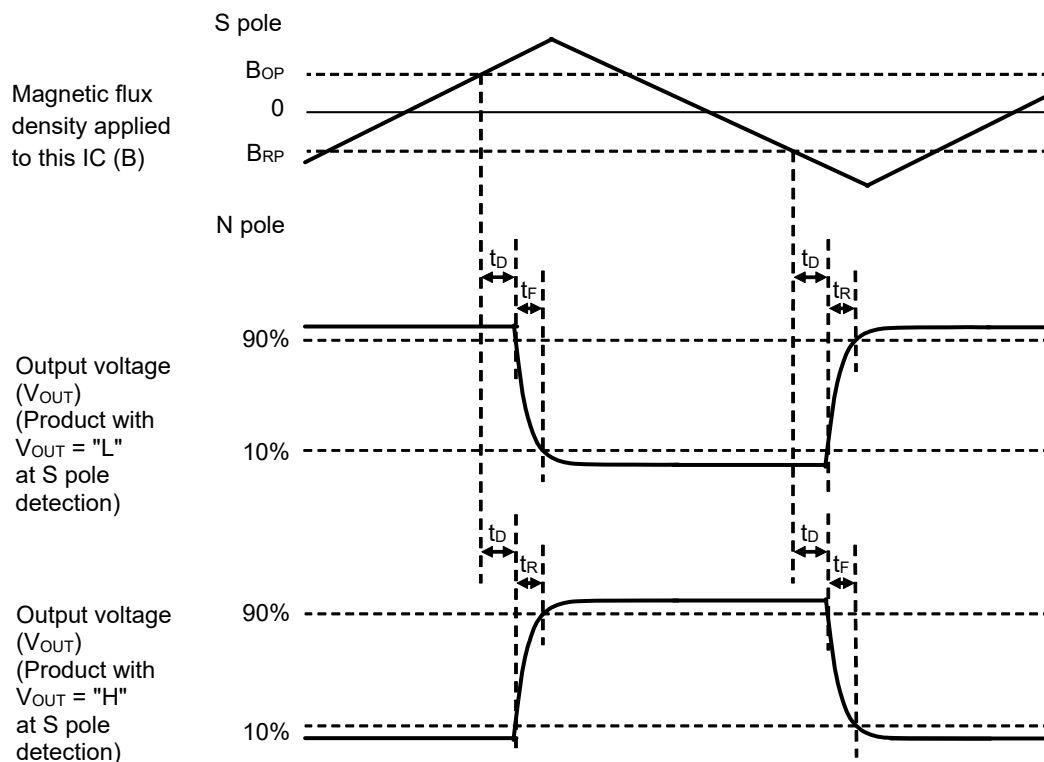 S pole
Magnetic flux
density applied
to this IC (B)
BOP
0
BRP
N pole
tD
tF
tD
tR
Output voltage
(VOUT)
(Product with
VOUT = "L"
at S pole
detection)
90%
10%
tD
tR
tD
tF
Output voltage
(VOUT)
(Product with
VOUT = "H"
at S pole
detection)
90%
10%